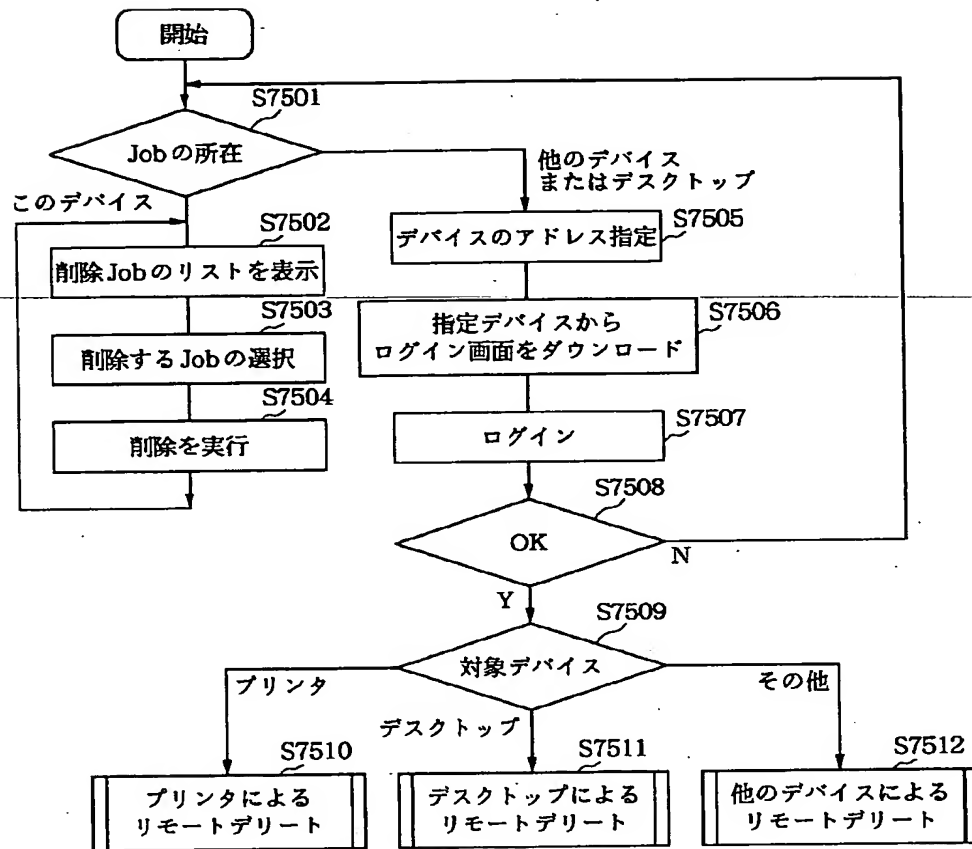 開始
S7501
Jobの所在
このデバイス
他のデバイス
またはデスクトップ
S7502
削除Jobのリストを表示
S7503
削除するJobの選択
S7504
削除を実行
S7505
デバイスのアドレス指定
S7506
指定デバイスから
ログイン画面をダウンロード
S7507
ログイン
S7508
OK
N
Y
S7509
対象デバイス
プリンタ
デスクトップ
その他
S7510
プリンタによる
リモートデリート
S7511
デスクトップによる
リモートデリート
S7512
他のデバイスによる
リモートデリート